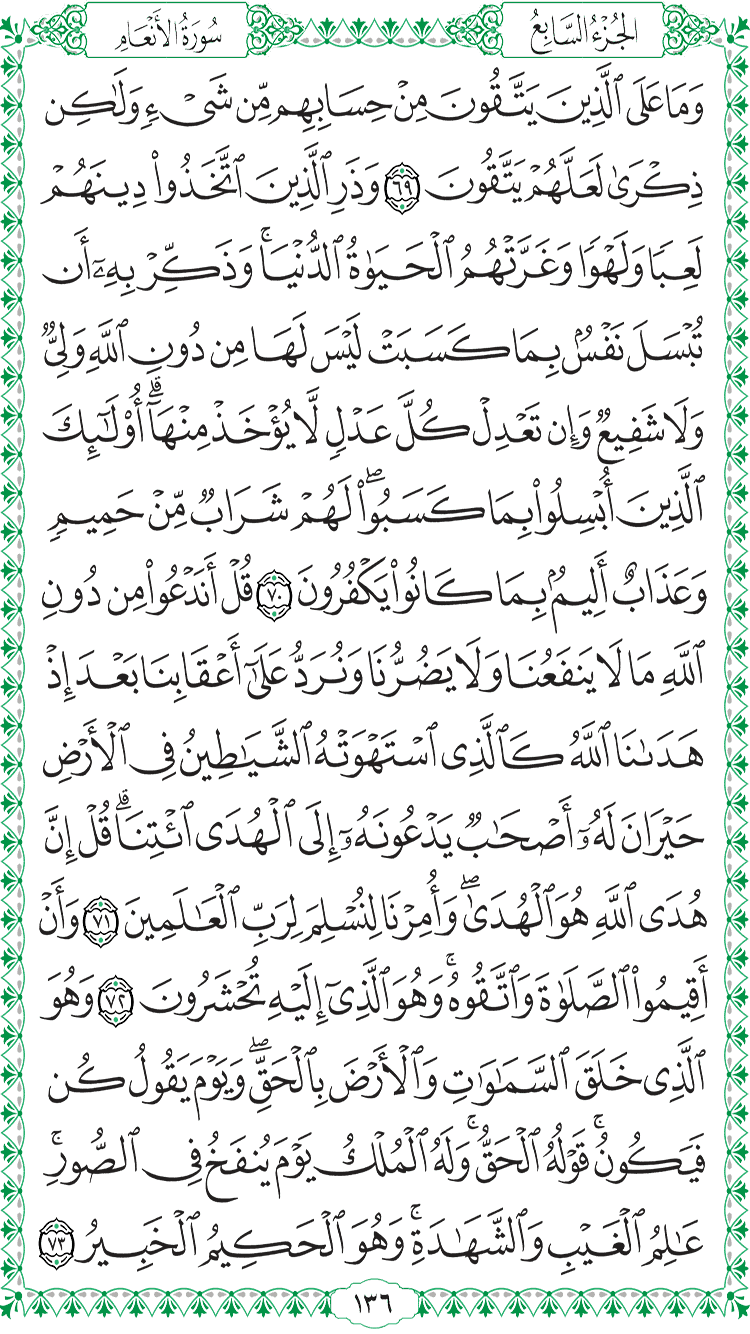 الجُزْءُ السَّابِعُ
سُورَةُ الأَنْعَامِ
وَمَا عَلَى ٱلَّذِينَ يَتَّقُونَ مِنْ حِسَابِهِم مِّن شَىْءٍ وَلَٰكِن
ذِكْرَىٰ لَعَلَّهُمْ يَتَّقُونَ ٦٩ وَذَرِ ٱلَّذِينَ ٱتَّخَذُوا۟ دِينَهُمْ
لَعِبًا وَلَهْوًا وَغَرَّتْهُمُ ٱلْحَيَوٰةُ ٱلدُّنْيَا ۚ وَذَكِّرْ بِهِۦٓ أَن
تُبْسَلَ نَفْسٌۢ بِمَا كَسَبَتْ لَيْسَ لَهَا مِن دُونِ ٱللَّهِ وَلِىٌّ
وَلَا شَفِيعٌ وَإِن تَعْدِلْ كُلَّ عَدْلٍ لَّا يُؤْخَذْ مِنْهَآ ۗ أُو۟لَٰٓئِكَ
ٱلَّذِينَ أُبْسِلُوا۟ بِمَا كَسَبُوا۟ ۖ لَهُمْ شَرَابٌ مِّنْ حَمِيمٍ
وَعَذَابٌ أَلِيمٌۢ بِمَا كَانُوا۟ يَكْفُرُونَ ٧٠ قُلْ أَنَدْعُوا۟ مِن دُونِ
ٱللَّهِ مَا لَا يَنفَعُنَا وَلَا يَضُرُّنَا وَنُرَدُّ عَلَىٰٓ أَعْقَابِنَا بَعْدَ إِذْ
هَدَىٰنَا ٱللَّهُ كَٱلَّذِى ٱسْتَهْوَتْهُ ٱلشَّيَٰطِينُ فِى ٱلْأَرْضِ
حَيْرَانَ لَهُۥٓ أَصْحَٰبٌ يَدْعُونَهُۥٓ إِلَى ٱلْهُدَى ٱئْتِنَا ۗ قُلْ إِنَّ
هُدَى ٱللَّهِ هُوَ ٱلْهُدَىٰ ۖ وَأُمِرْنَا لِنُسْلِمَ لِرَبِّ ٱلْعَٰلَمِينَ ٧١ وَأَنْ
أَقِيمُوا۟ ٱلصَّلَوٰةَ وَٱتَّقُوهُ ۚ وَهُوَ ٱلَّذِىٓ إِلَيْهِ تُحْشَرُونَ ٧٢ وَهُوَ
ٱلَّذِى خَلَقَ ٱلسَّمَٰوَٰتِ وَٱلْأَرْضَ بِٱلْحَقِّ ۖ وَيَوْمَ يَقُولُ كُن
فَيَكُونُ ۚ قَوْلُهُ ٱلْحَقُّ ۚ وَلَهُ ٱلْمُلْكُ يَوْمَ يُنفَخُ فِى ٱلصُّورِ ۚ
عَٰلِمُ ٱلْغَيْبِ وَٱلشَّهَٰدَةِ ۚ وَهُوَ ٱلْحَكِيمُ ٱلْخَبِيرُ ٧٣
١٣٦